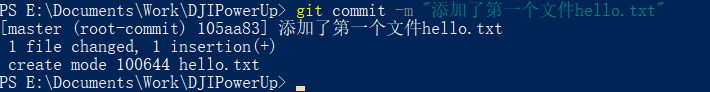 PS E:\Documents\Work\DJIPowerUp> git commit -m "添加了第一个文件hello.txt"
[master (root-commit) 105aa83] 添加了第一个文件hello.txt
 1 file changed, 1 insertion(+)
 create mode 100644 hello.txt
PS E:\Documents\Work\DJIPowerUp>